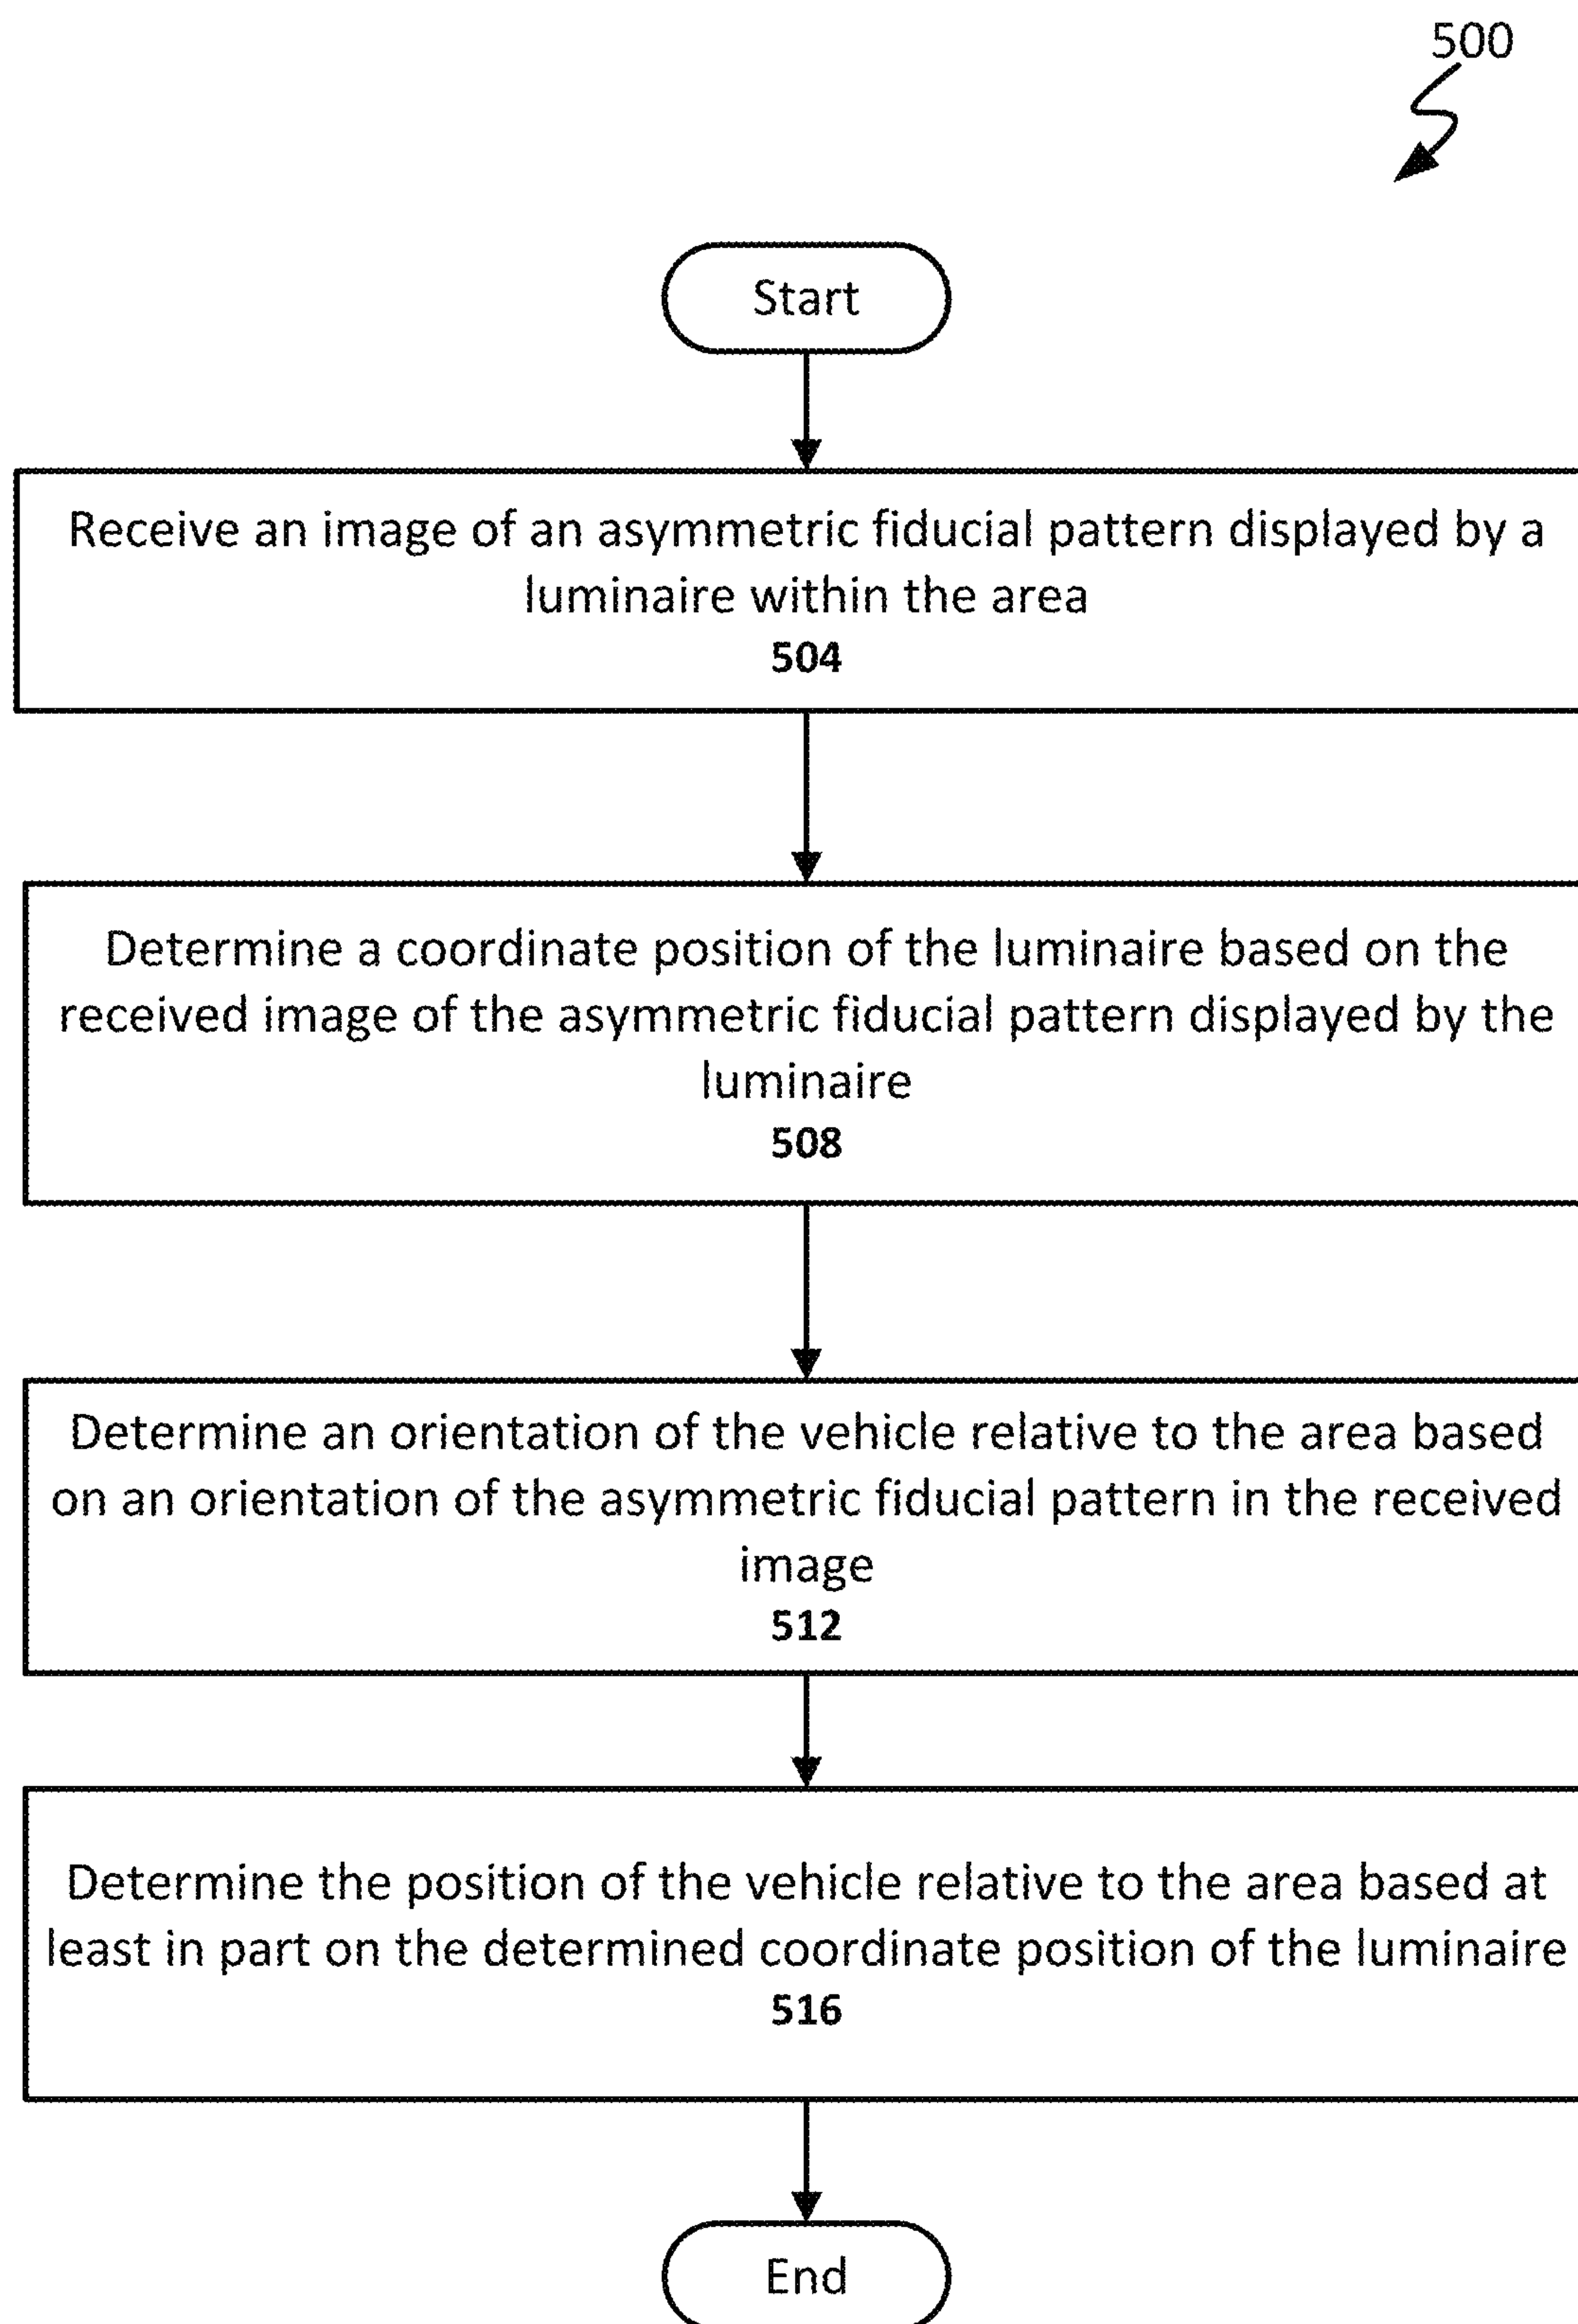 500
Start
Receive an image of an asymmetric fiducial pattern displayed by a
luminaire within the area
504
Determine a coordinate position of the luminaire based on the
received image of the asymmetric fiducial pattern displayed by the
luminaire
508
Determine an orientation of the vehicle relative to the area based
on an orientation of the asymmetric fiducial pattern in the received
image
512
Determine the position of the vehicle relative to the area based at
least in part on the determined coordinate position of the luminaire
516
End